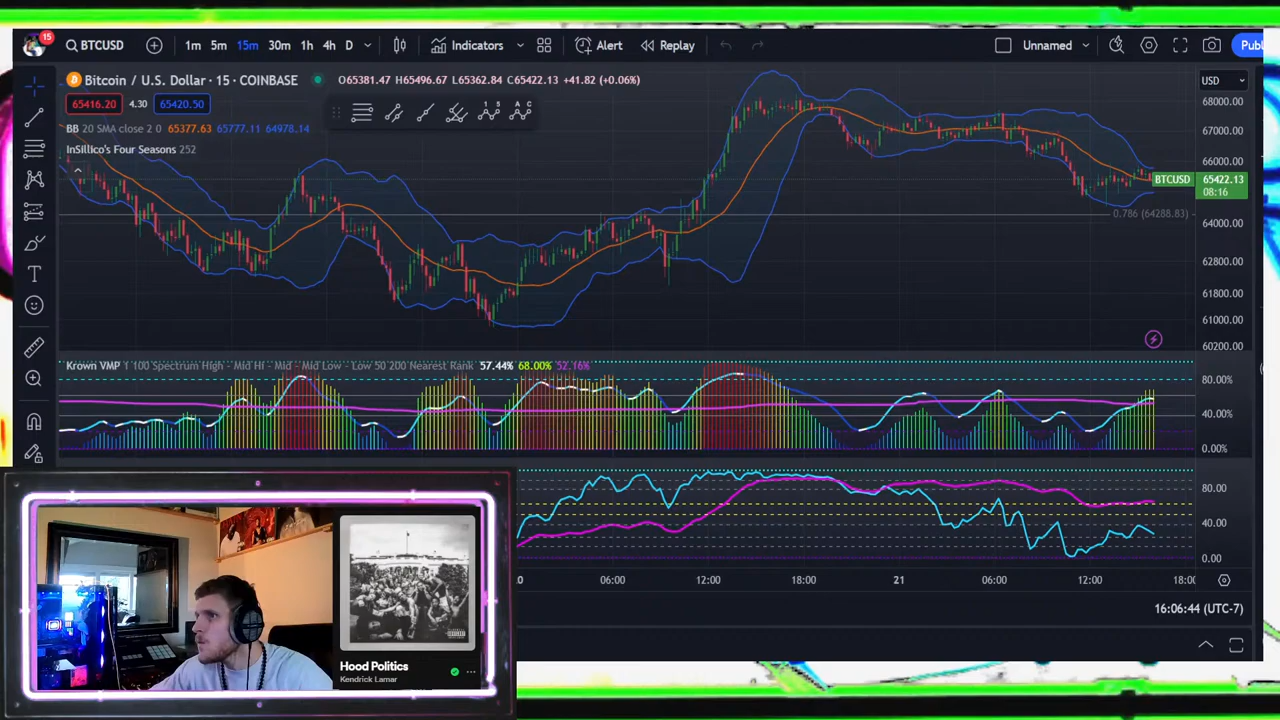 15
BTCUSD
1m 5m 15m 30m 1h 4h D
Indicators
Alert
Replay
Unnamed
Publ
Bitcoin / U.S. Dollar · 15 · COINBASE
O65381.47 H65496.67 L65362.84 C65422.13 +41.82 (+0.06%)
USD
65416.20 4.30 65420.50
BB 20 SMA close 2 0 65377.63 65777.11 64978.14
InSillico's Four Seasons 252
68000.00
67000.00
66000.00
BTCUSD 65422.13
08:16
0.786 (64288.83)
64000.00
62800.00
61800.00
61000.00
60200.00
Krown VMP 1 100 Spectrum High - Mid HI - Mid - Mid Low - Low 50 200 Nearest Rank 57.44% 68.00% 52.16%
80.00%
40.00%
0.00%
80.00
40.00
0.00
06:00 12:00 18:00 21 06:00 12:00 18:00
16:06:44 (UTC-7)
Hood Politics
Kendrick Lamar